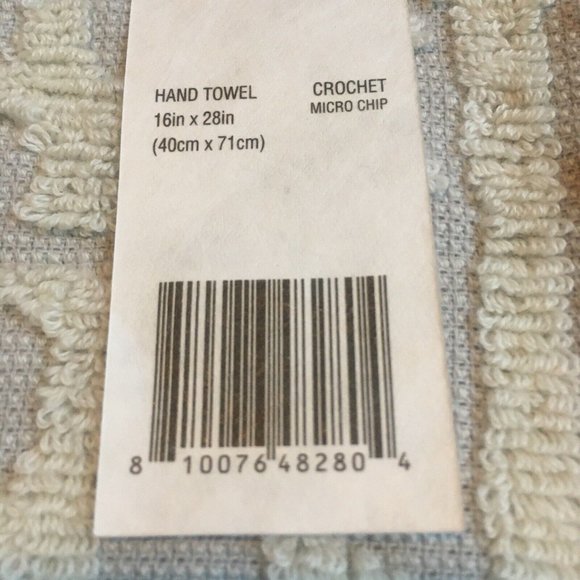 HAND TOWEL
16in x 28in
(40cm x 71cm)
CROCHET
MICRO CHIP
8 10076 48280 4